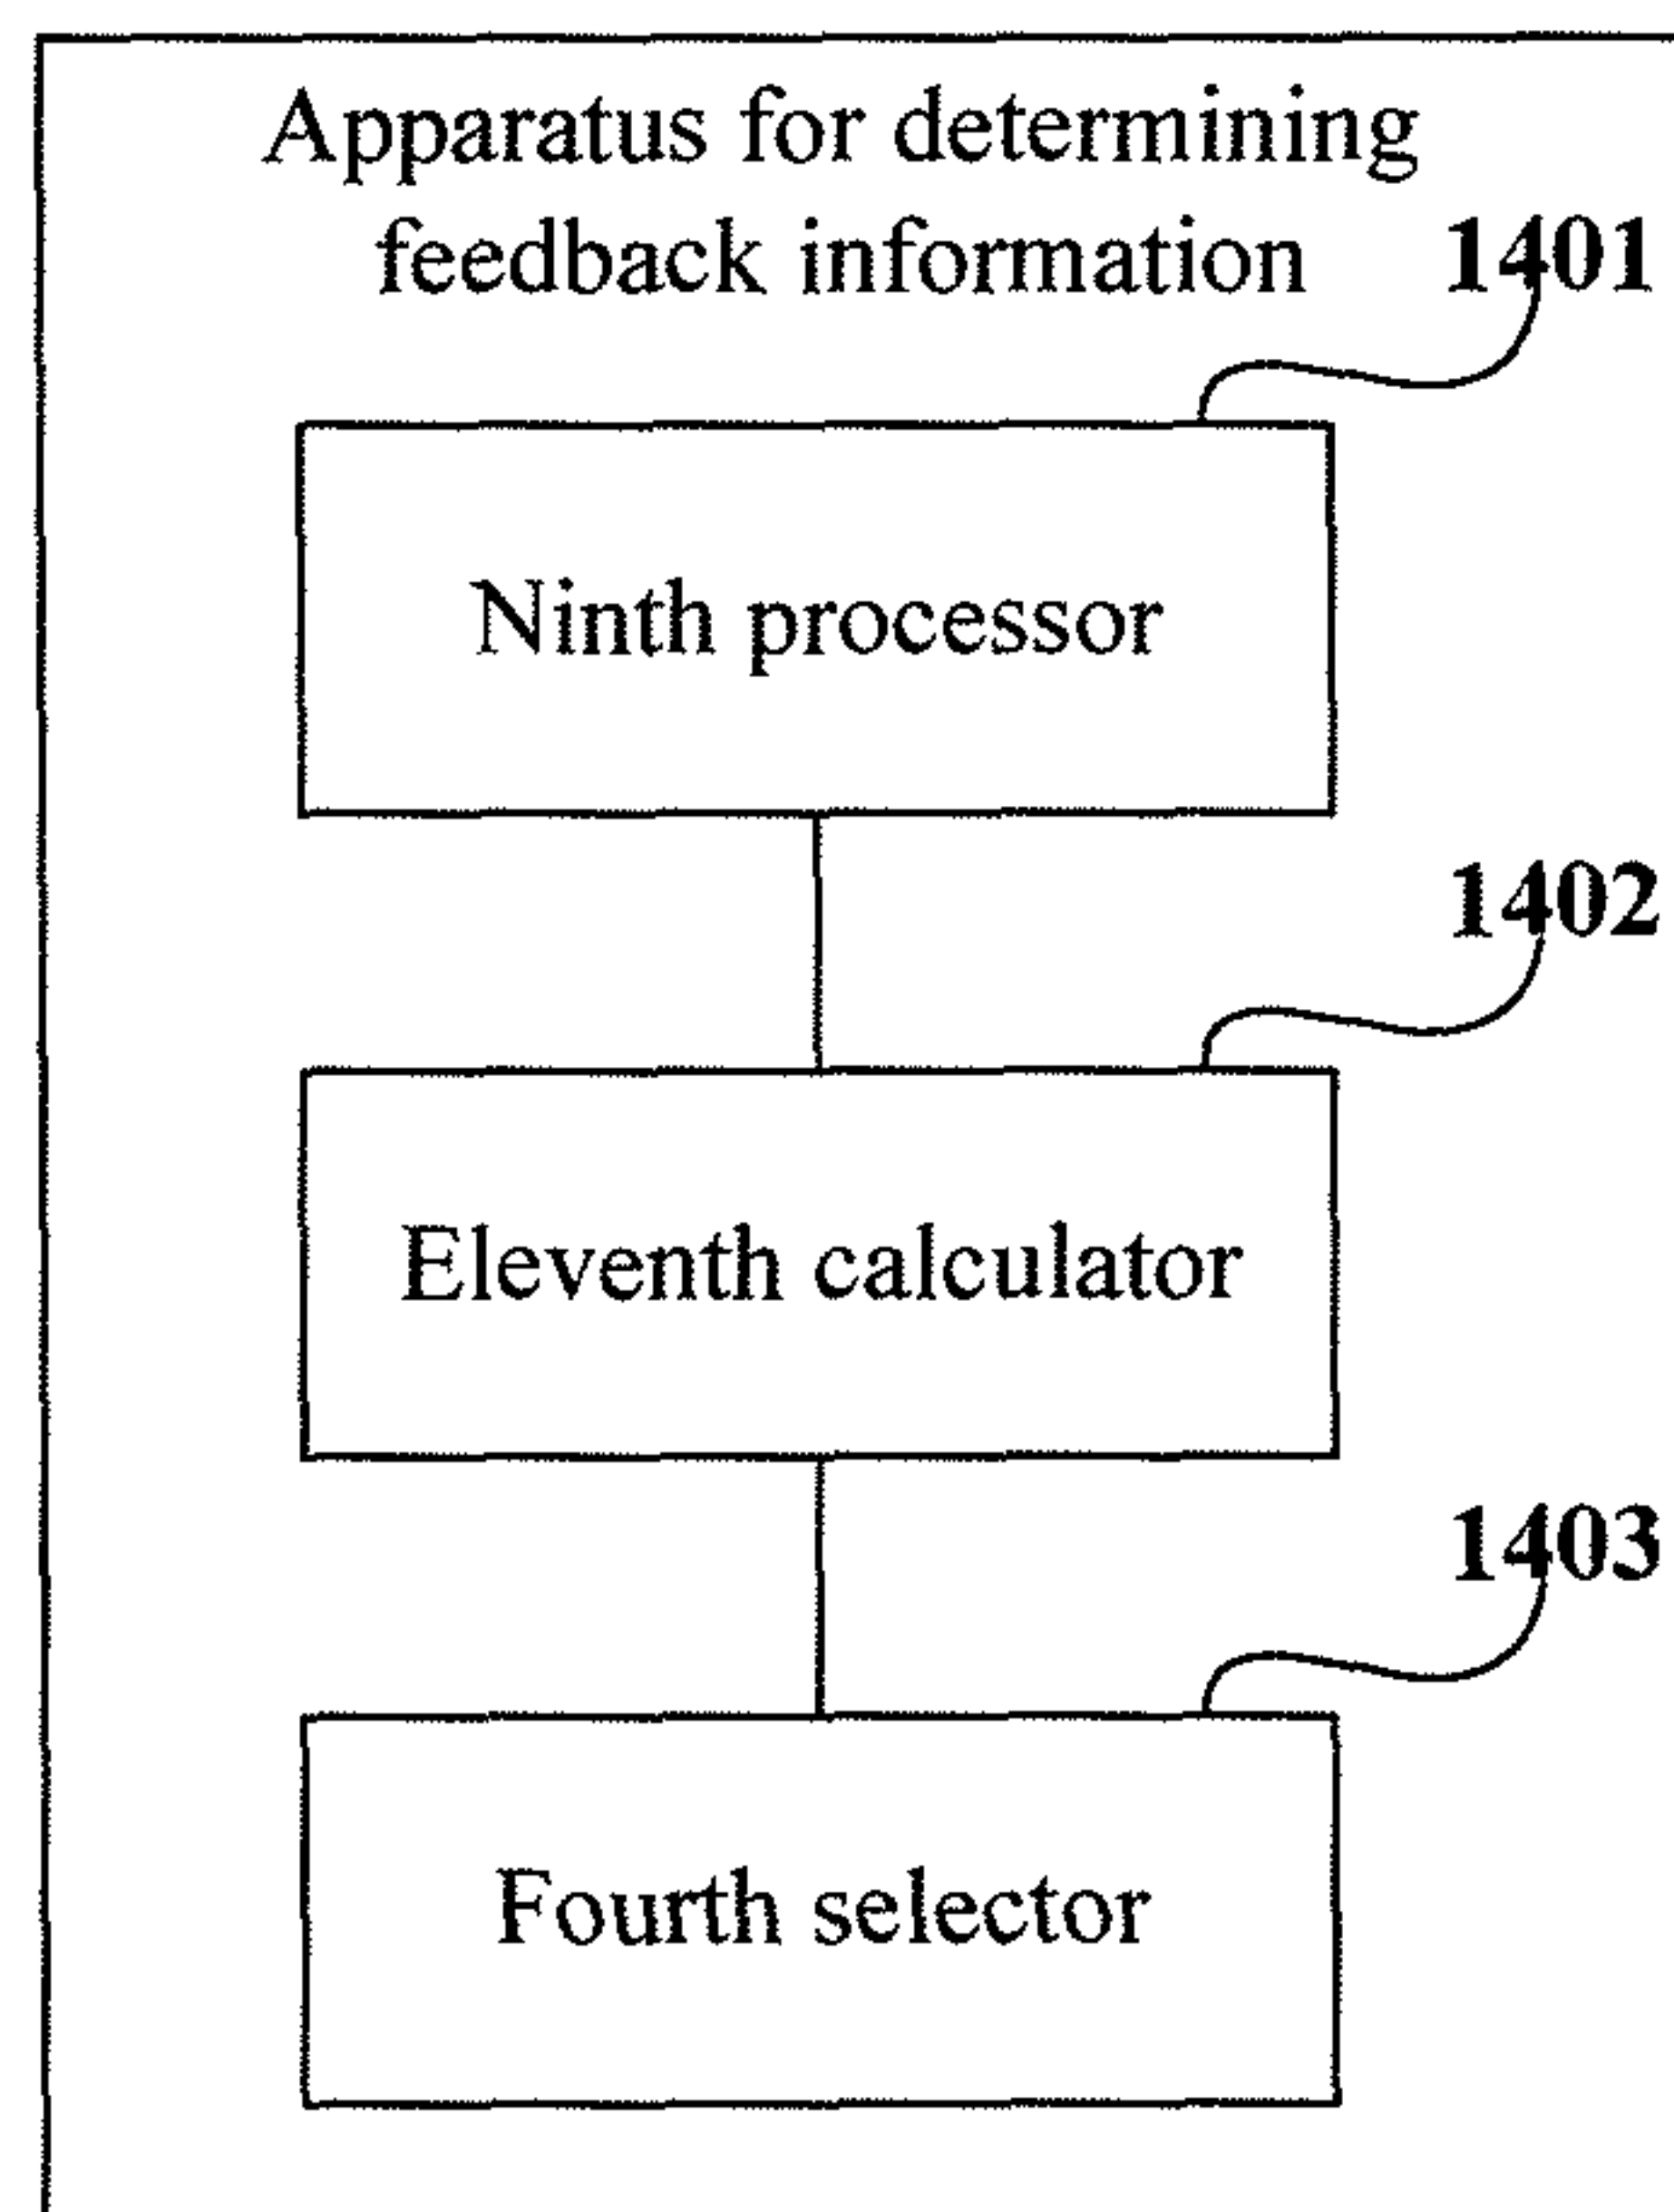 Apparatus for determining
feedback information
1401
Ninth processor
1402
Eleventh calculator
1403
Fourth selector